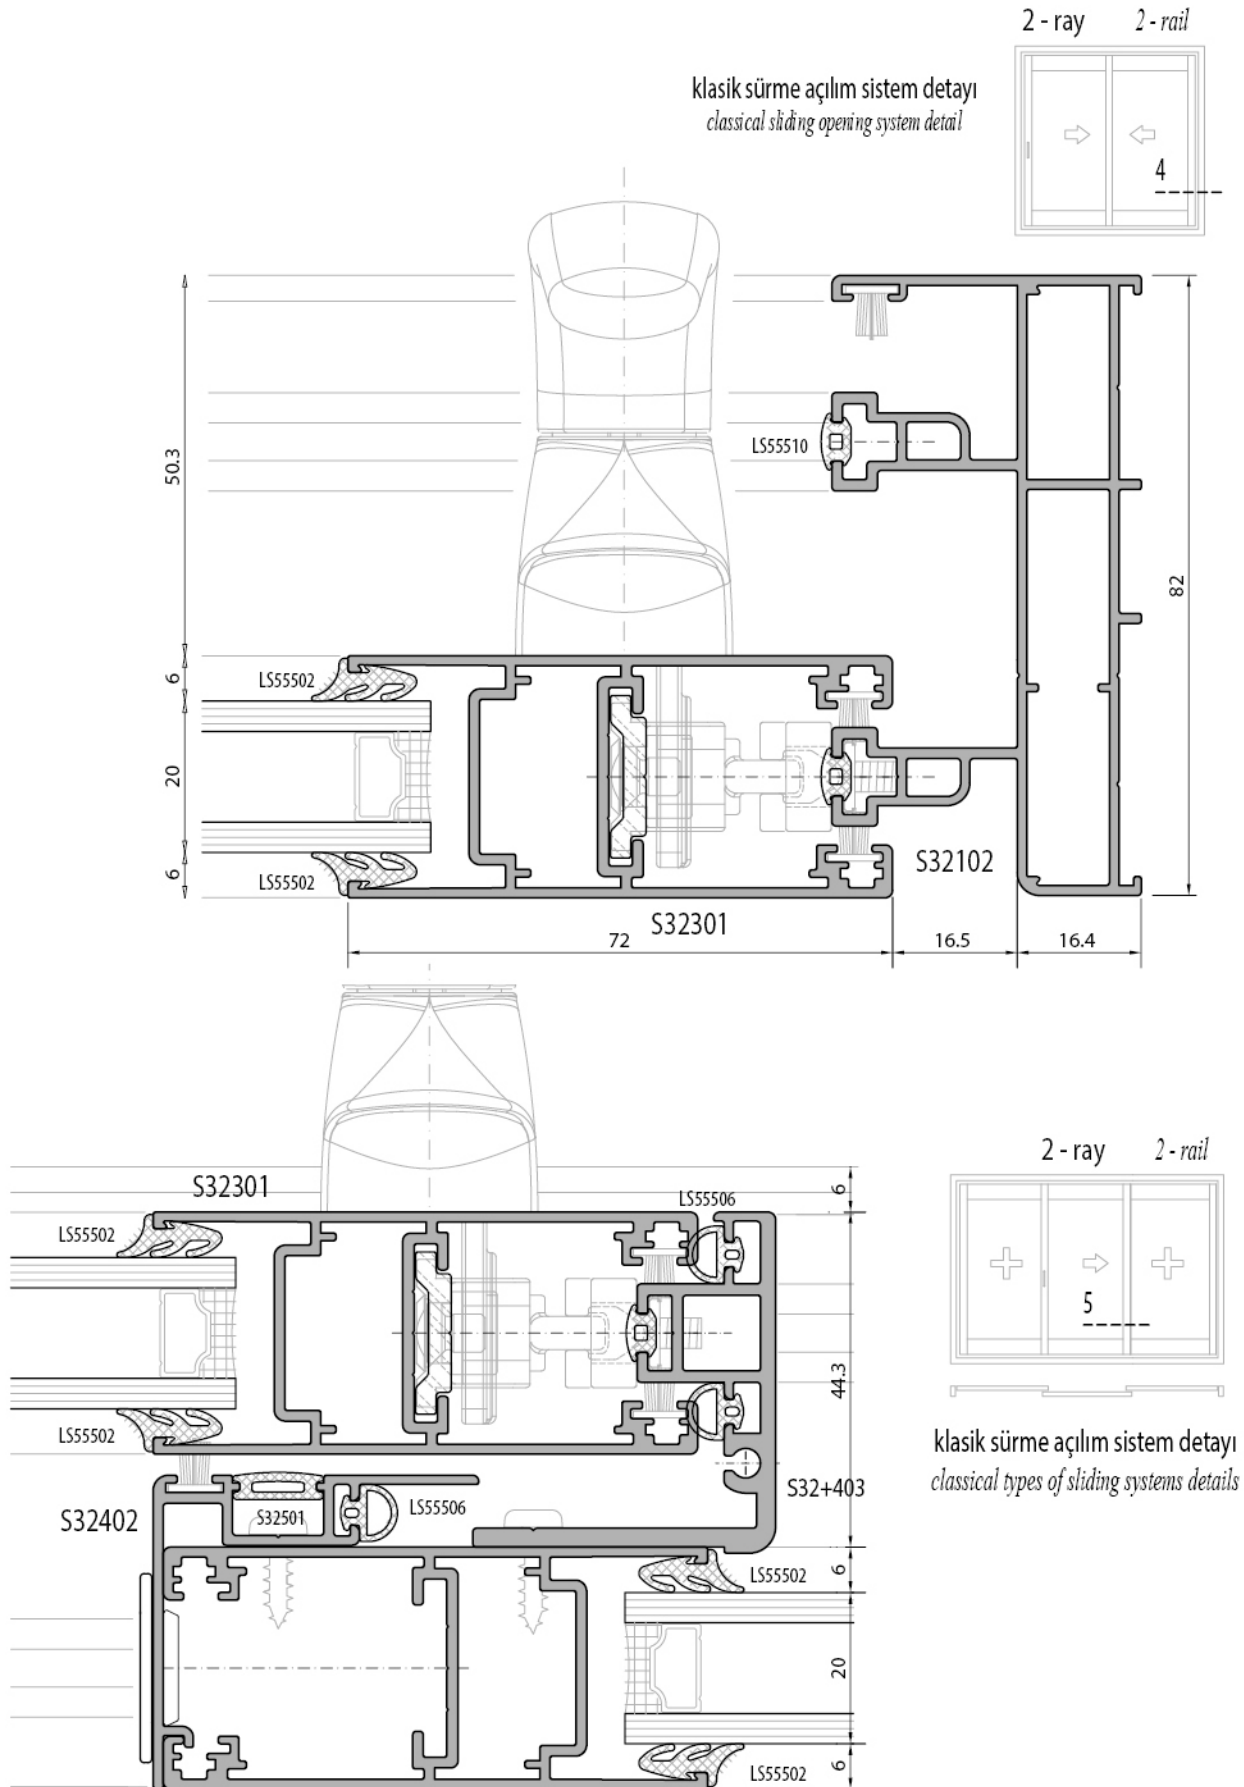 2 - ray 2 - rail
klasik sürme açılım sistem detayı
classical sliding opening system detail
4
LS55510
50.3
82
6
LS55502
20
6
LS55502
S32102
S32301
72
16.5
16.4
2 - ray 2 - rail
S32301
6
LS55506
LS55502
5
44.3
LS55502
klasik sürme açılım sistem detayı
classical types of sliding systems details
S32+403
S32402
S32501
LS55506
6
LS55502
20
6
LS55502